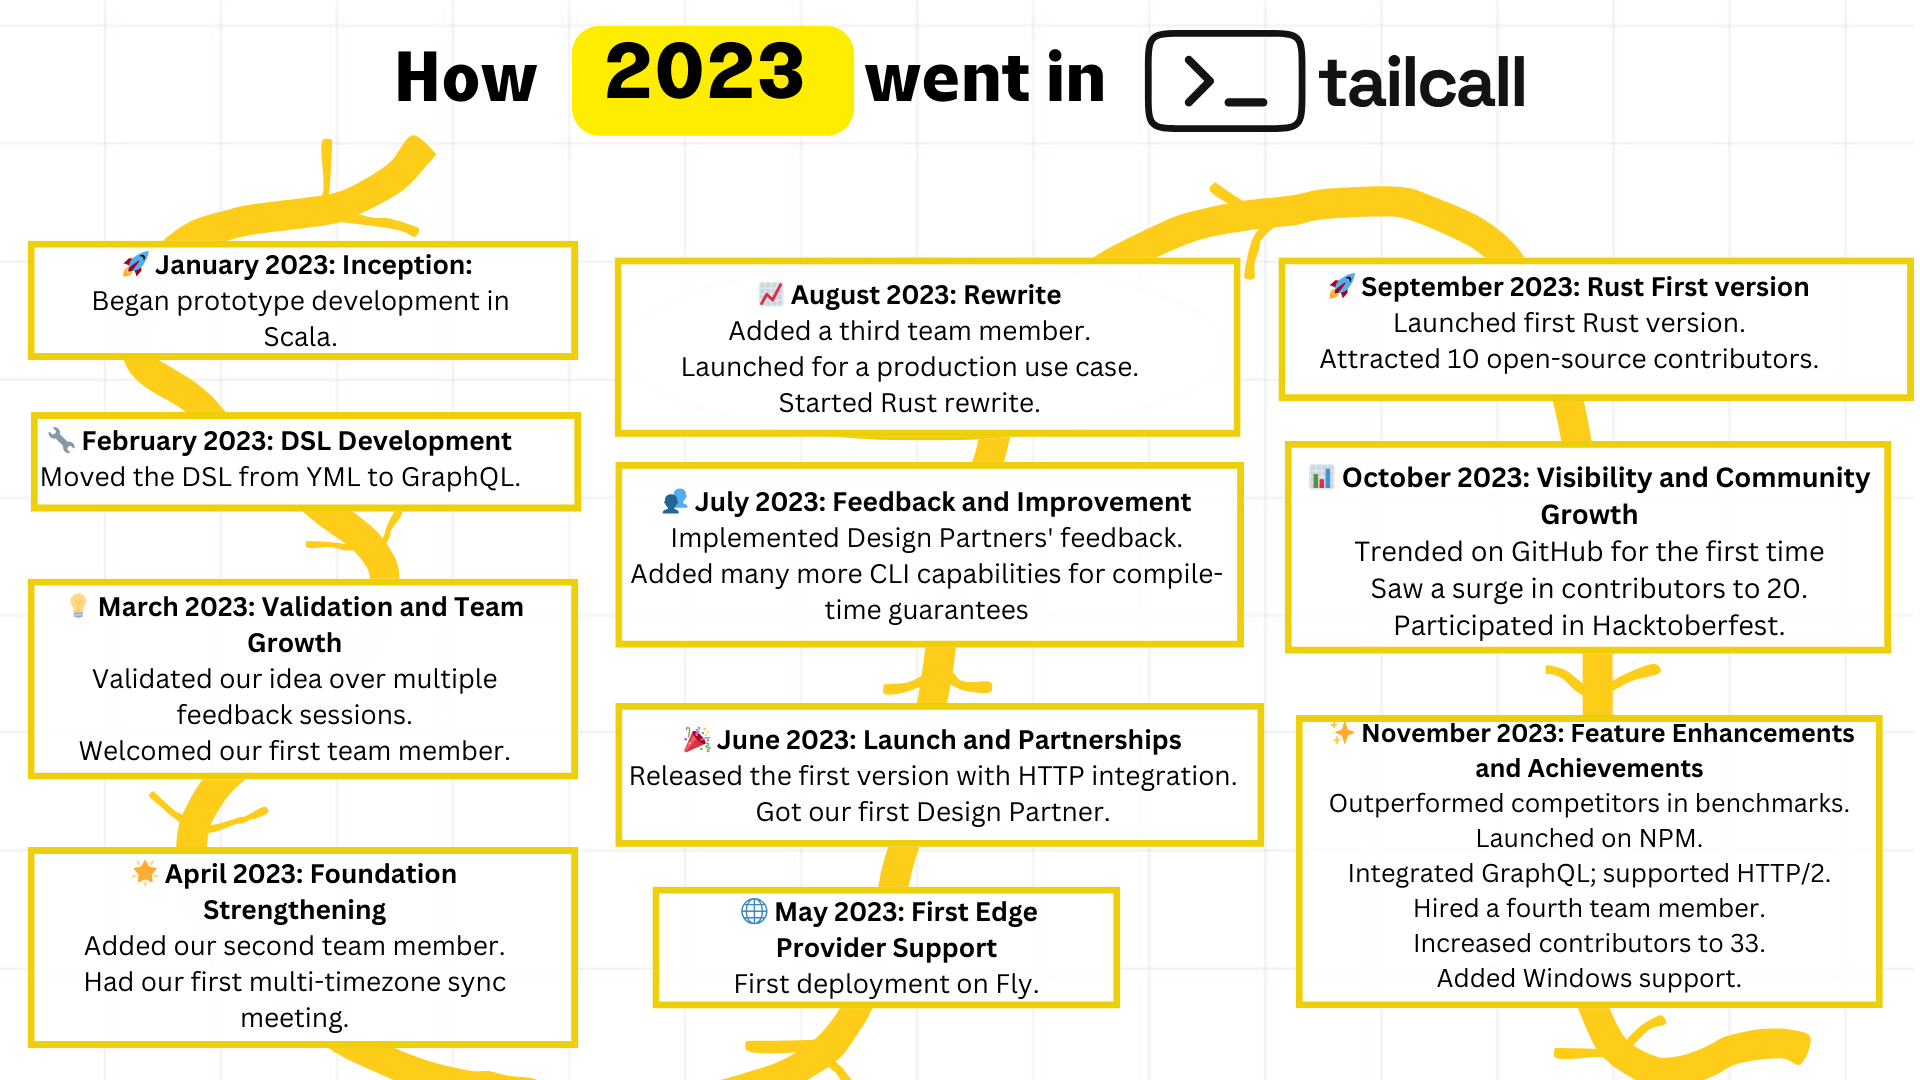 How 2023 went in >_ tailcall
🚀 January 2023: Inception:
Began prototype development in
Scala.
🔧 February 2023: DSL Development
Moved the DSL from YML to GraphQL.
💡 March 2023: Validation and Team
Growth
Validated our idea over multiple
feedback sessions.
Welcomed our first team member.
🌟 April 2023: Foundation
Strengthening
Added our second team member.
Had our first multi-timezone sync
meeting.
🌐 May 2023: First Edge
Provider Support
First deployment on Fly.
🎉 June 2023: Launch and Partnerships
Released the first version with HTTP integration.
Got our first Design Partner.
👥 July 2023: Feedback and Improvement
Implemented Design Partners' feedback.
Added many more CLI capabilities for compile-
time guarantees
📈 August 2023: Rewrite
Added a third team member.
Launched for a production use case.
Started Rust rewrite.
🚀 September 2023: Rust First version
Launched first Rust version.
Attracted 10 open-source contributors.
📊 October 2023: Visibility and Community
Growth
Trended on GitHub for the first time
Saw a surge in contributors to 20.
Participated in Hacktoberfest.
✨ November 2023: Feature Enhancements
and Achievements
Outperformed competitors in benchmarks.
Launched on NPM.
Integrated GraphQL; supported HTTP/2.
Hired a fourth team member.
Increased contributors to 33.
Added Windows support.